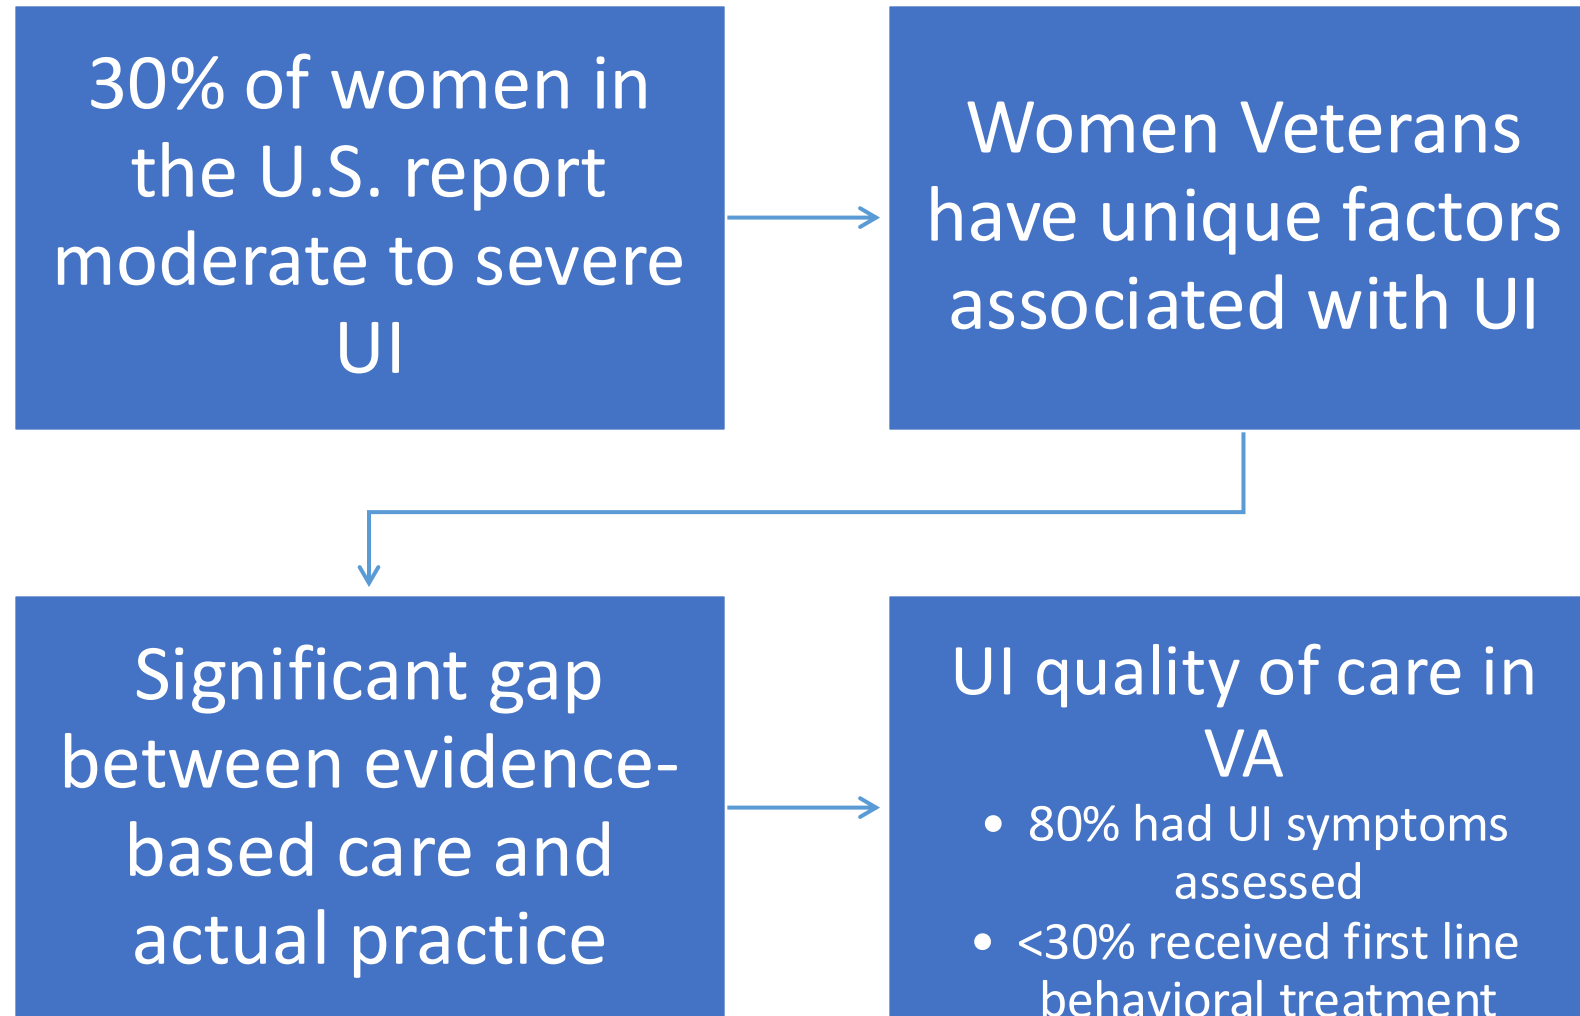 30% of women in
the U.S. report
moderate to severe
UI
Women Veterans
have unique factors
associated with UI
Significant gap
between evidence-
based care and
actual practice
UI quality of care in
VA
• 80% had UI symptoms
assessed
• <30% received first line
behavioral treatment